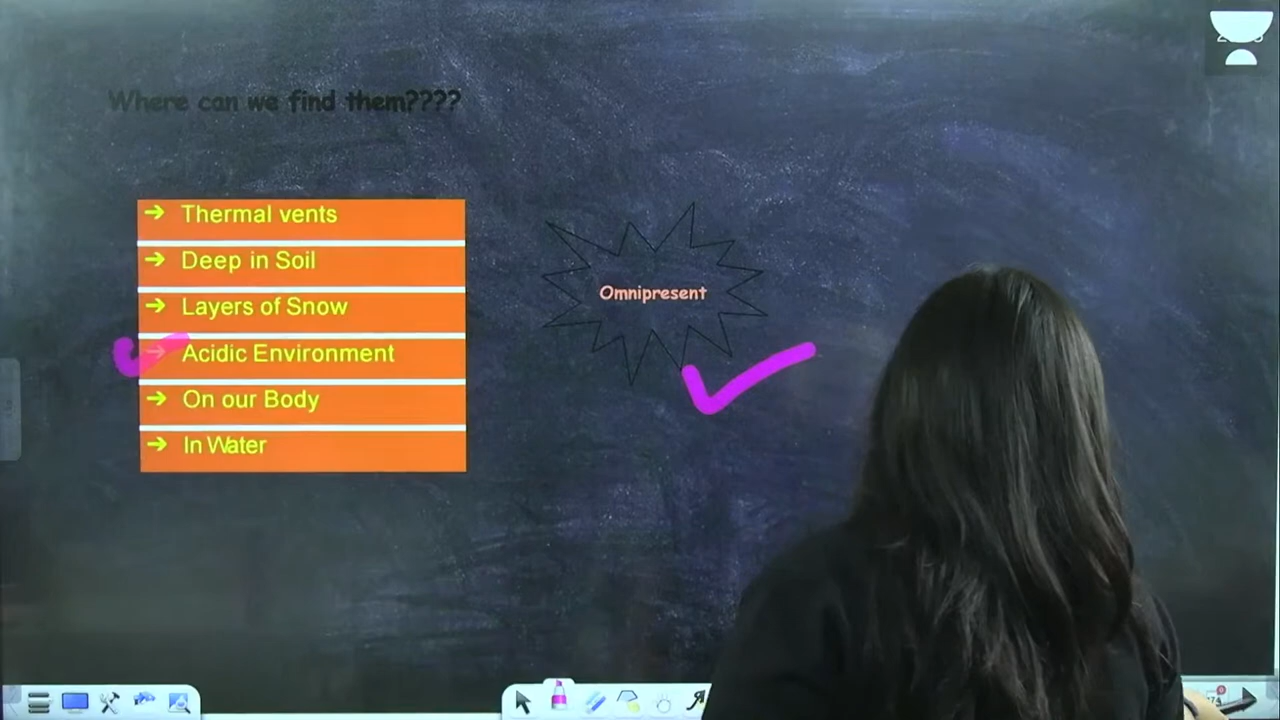 Where can we find them????
→ Thermal vents
→ Deep in Soil
→ Layers of Snow
→ Acidic Environment
→ On our Body
→ In Water
Omnipresent